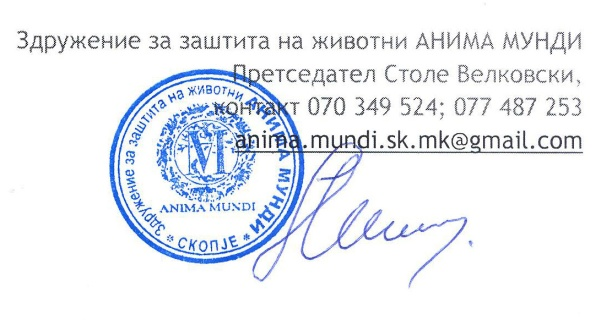 Здружение за заштита на животни АНИМА МУНДИ
Претседател Столе Велковски,
контакт 070 349 524; 077 487 253
anima.mundi.sk.mk@gmail.com
Здружение за заштита на животни АНИМА МУНДИ
M
ANIMA MUNDI
* СКОПЈЕ *